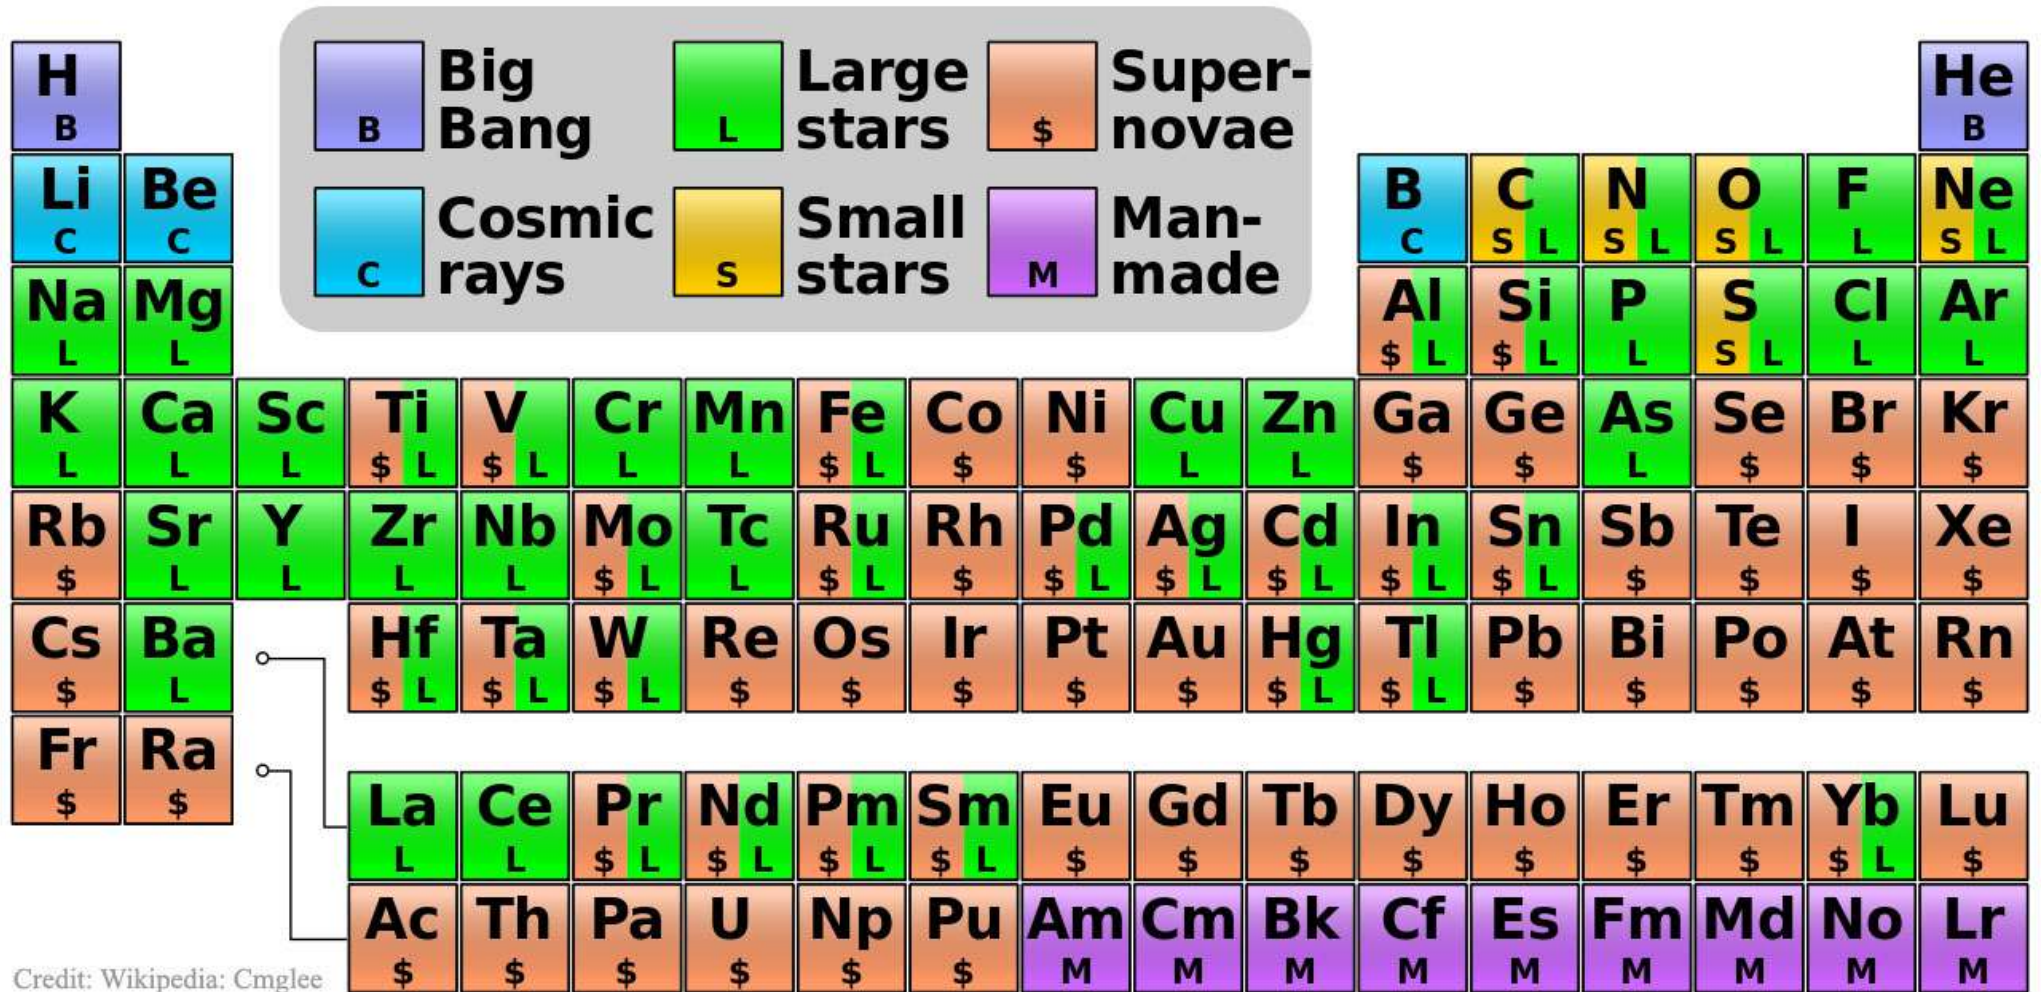 Big Bang
B
Large stars
L
Super-novae
$
Cosmic rays
C
Small stars
S
Man-made
M
H He
B B
Li Be B C N O F Ne
C C C S L S L S L L S L
Na Mg Al Si P S Cl Ar
L L $ L $ L L S L L L
K Ca Sc Ti V Cr Mn Fe Co Ni Cu Zn Ga Ge As Se Br Kr
L L L $ L $ L L L $ L $ $ L L $ $ L $ $ $
Rb Sr Y Zr Nb Mo Tc Ru Rh Pd Ag Cd In Sn Sb Te I Xe
$ L L L L $ L L $ L $ $ L $ L $ L $ L $ L $ $ $ $
Cs Ba Hf Ta W Re Os Ir Pt Au Hg Tl Pb Bi Po At Rn
$ L $ L $ L $ L $ $ $ $ $ $ L $ L $ $ $ $ $
Fr Ra
$ $
La Ce Pr Nd Pm Sm Eu Gd Tb Dy Ho Er Tm Yb Lu
L L $ L $ L $ L $ L $ $ $ $ $ $ $ $ L $
Ac Th Pa U Np Pu Am Cm Bk Cf Es Fm Md No Lr
$ $ $ $ $ $ M M M M M M M M M
Credit: Wikipedia: Cmglee